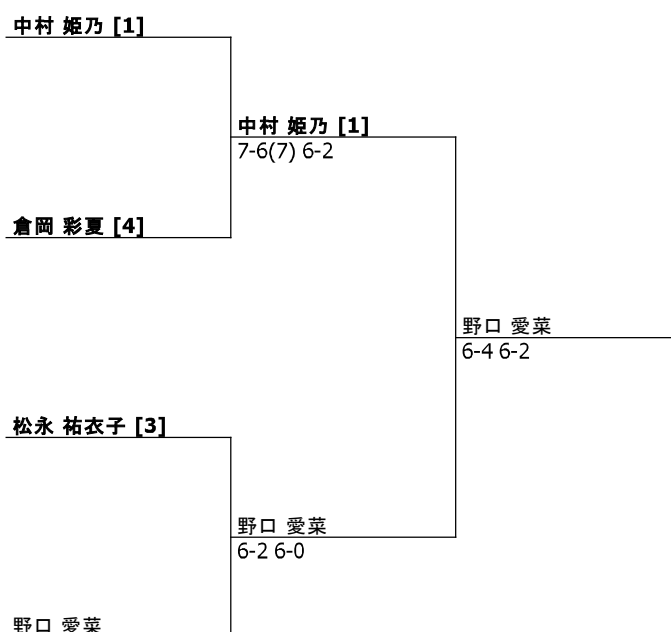 中村 姫乃 [1]
中村 姫乃 [1]
7-6(7) 6-2
倉岡 彩夏 [4]
野口 愛菜
6-4 6-2
松永 祐衣子 [3]
野口 愛菜
6-2 6-0
野口 愛菜